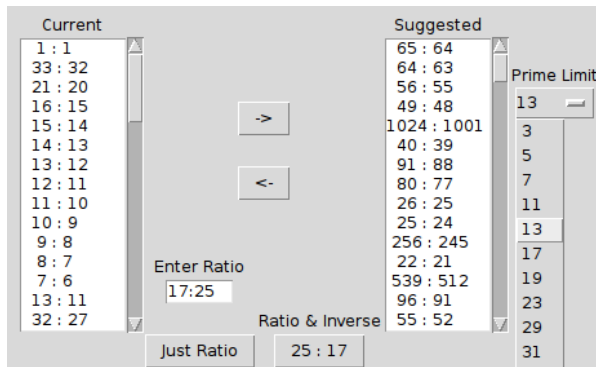 Current
1 : 1
33 : 32
21 : 20
16 : 15
15 : 14
14 : 13
13 : 12
12 : 11
11 : 10
10 : 9
9 : 8
8 : 7
7 : 6
13 : 11
32 : 27
->
<-
Enter Ratio
17:25
Ratio & Inverse
Just Ratio
25 : 17
Suggested
65 : 64
64 : 63
56 : 55
49 : 48
1024 : 1001
40 : 39
91 : 88
80 : 77
26 : 25
25 : 24
256 : 245
22 : 21
539 : 512
96 : 91
55 : 52
Prime Limit
13
3
5
7
11
13
17
19
23
29
31